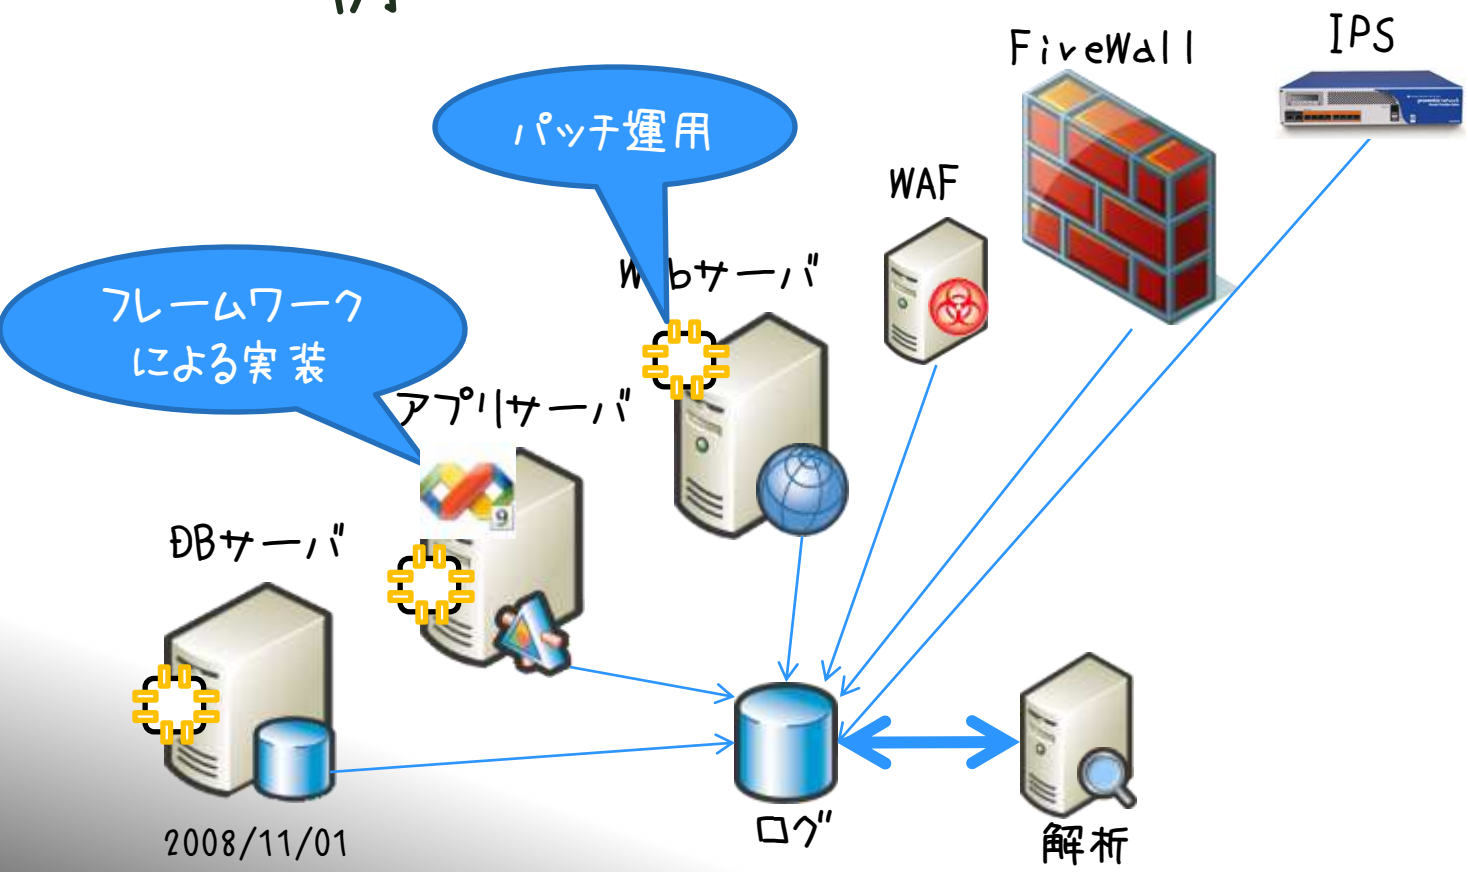 例
IPS
FireWall
パッチ運用
WAF
Webサーバ
フレームワーク
による実装
アプリサーバ
9
DBサーバ
ログ
解析
2008/11/01